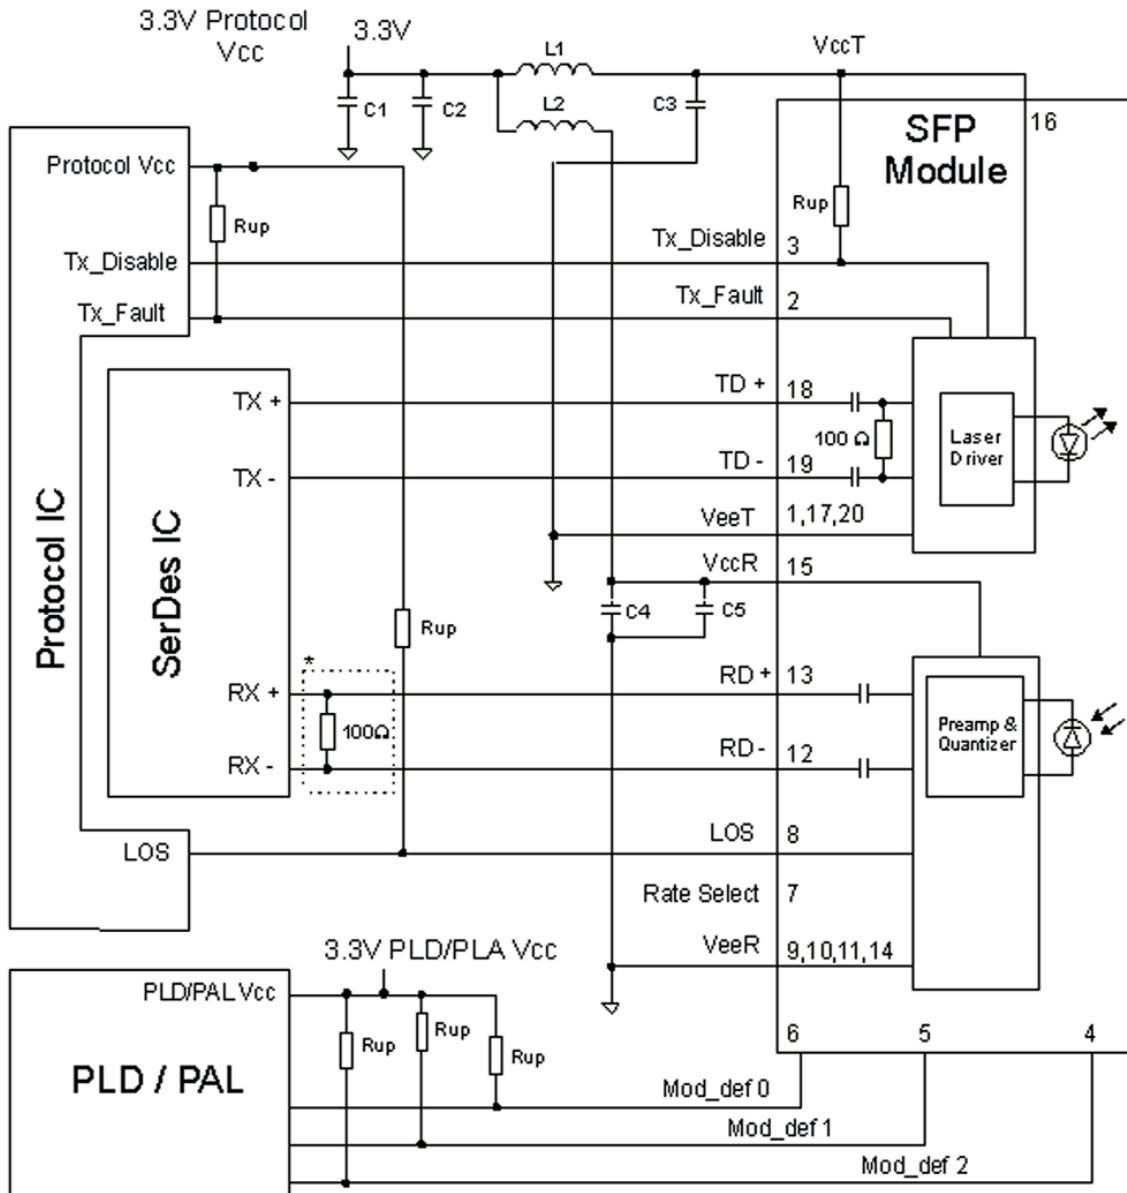 3.3V Protocol
Vcc
3.3V
L1
VccT
L2
C1
C2
C3
16
SFP
Module
Protocol Vcc
Rup
Rup
Tx_Disable
Tx_Disable
3
Tx_Fault
Tx_Fault
2
Protocol IC
SerDes IC
TX +
TD +
18
100 Ω
Laser
Driver
TX -
TD -
19
VeeT
1,17,20
VccR
15
C4
C5
Rup
*
RX +
RD +
13
100Ω
Preamp &
Quantizer
RX -
RD -
12
LOS
LOS
8
Rate Select
7
VeeR
9,10,11,14
3.3V PLD/PLA Vcc
PLD/PAL Vcc
Rup
Rup
Rup
6
5
4
PLD / PAL
Mod_def 0
Mod_def 1
Mod_def 2